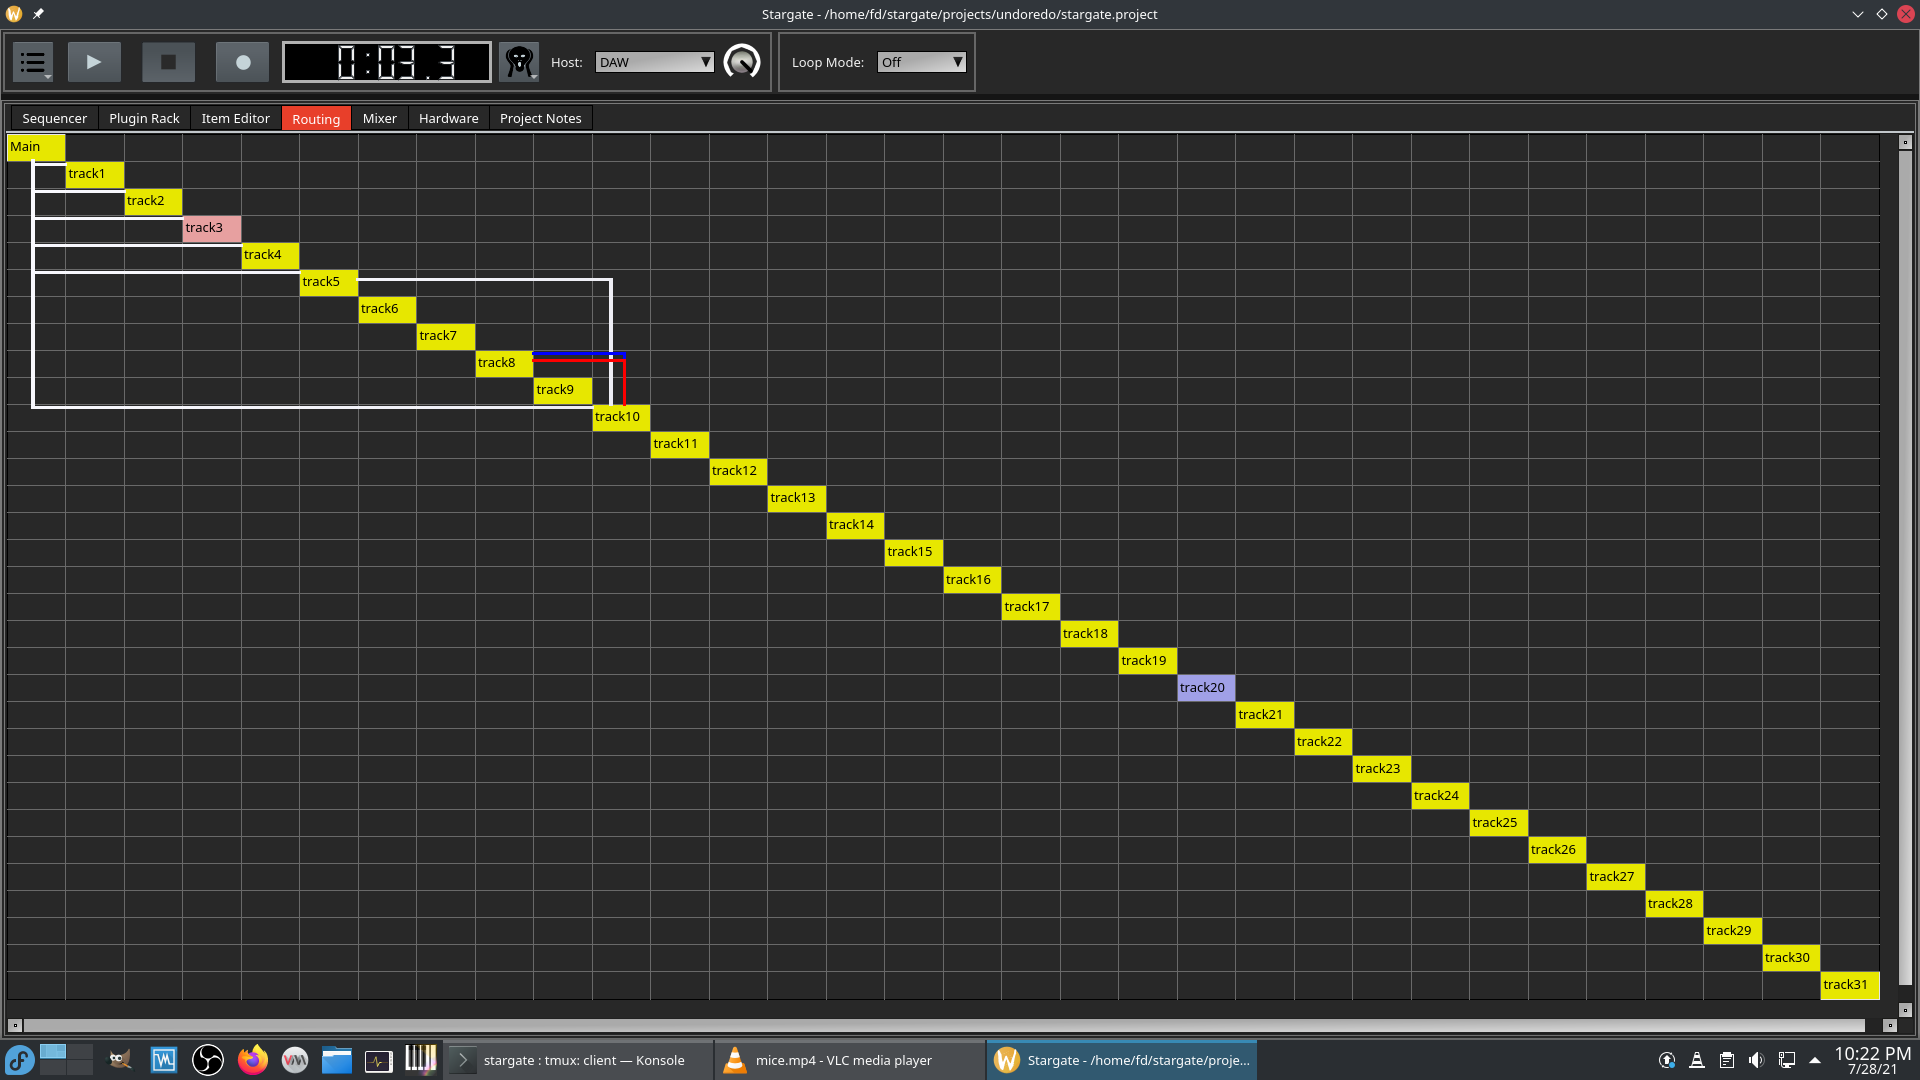 Stargate - /home/fd/stargate/projects/undoredo/stargate.project
0:03.3
Host:
DAW
Loop Mode:
Off
Sequencer
Plugin Rack
Item Editor
Routing
Mixer
Hardware
Project Notes
Main
track1
track2
track3
track4
track5
track6
track7
track8
track9
track10
track11
track12
track13
track14
track15
track16
track17
track18
track19
track20
track21
track22
track23
track24
track25
track26
track27
track28
track29
track30
track31
stargate : tmux: client — Konsole
mice.mp4 - VLC media player
Stargate - /home/fd/stargate/proje...
10:22 PM
7/28/21